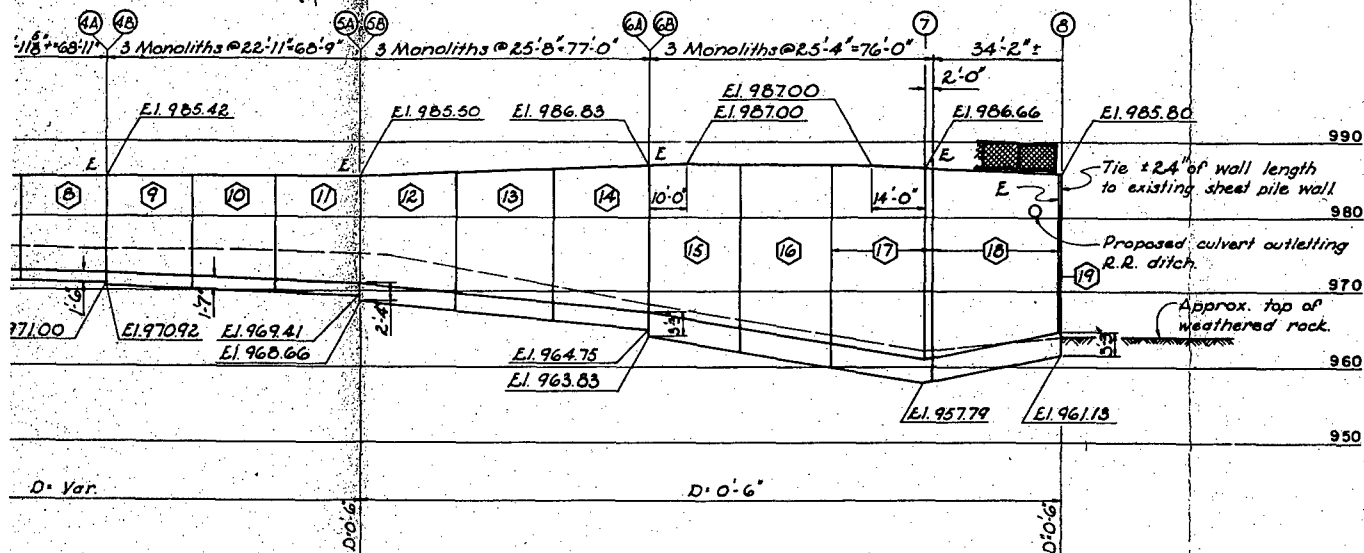 4A 4B 5A 5B 6A 6B 7 8
3 Monoliths @ 22'-11"=68'-9"
3 Monoliths @ 25'-8"=77'-0"
3 Monoliths @ 25'-4"=76'-0"
34'-2" ±
2'-0"
El. 985.42
El. 985.50
El. 986.83
El. 987.00
El. 987.00
El. 986.66
El. 985.80
990
E E E E
Tie ±24" of wall length
to existing sheet pile wall
8 9 10 11 12 13 14
10'-0"
14'-0"
980
15 16 17 18
Proposed culvert outletting
R.R. ditch.
19
970
Approx. top of
weathered rock.
1'-6"
1'-7"
2'-4"
971.00
El. 970.92
El. 969.41
El. 968.66
El. 964.75
El. 963.83
960
El. 957.79
El. 961.13
950
D= Var.
D= 0'-6"
D=0'-6"
D=0'-6"